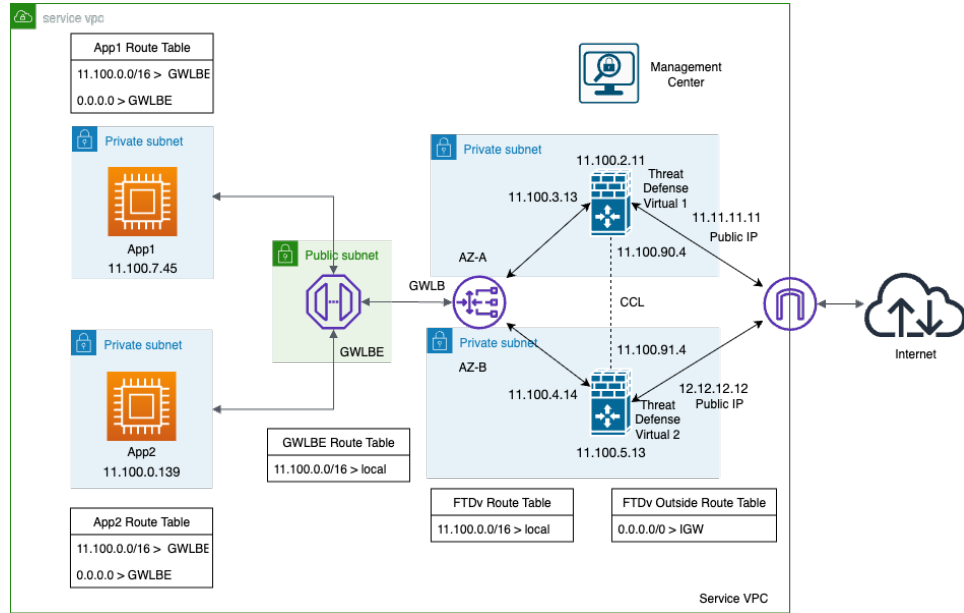 service vpc
App1 Route Table
11.100.0.0/16 > GWLBE
0.0.0.0 > GWLBE
Management
Center
Private subnet
App1
11.100.7.45
Private subnet
11.100.2.11
Threat
Defense
Virtual 1
11.100.3.13
11.11.11.11
Public IP
11.100.90.4
AZ-A
Public subnet
GWLB
GWLBE
CCL
Internet
Private subnet
App2
11.100.0.139
Private subnet
AZ-B
11.100.91.4
11.100.4.14
12.12.12.12
Public IP
Threat
Defense
Virtual 2
11.100.5.13
GWLBE Route Table
11.100.0.0/16 > local
FTDv Route Table
11.100.0.0/16 > local
FTDv Outside Route Table
0.0.0.0/0 > IGW
App2 Route Table
11.100.0.0/16 > GWLBE
0.0.0.0 > GWLBE
Service VPC